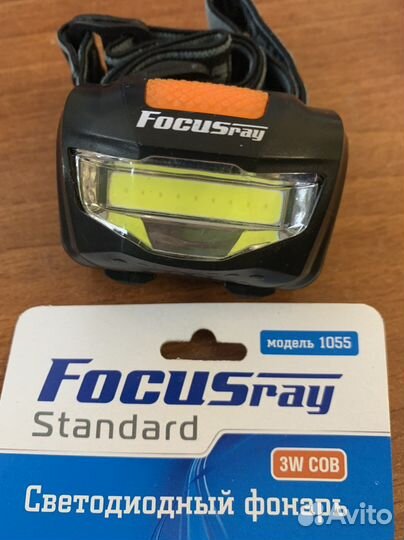 FOCUSray
модель 1055
FOCUSray
Standard
3W COB
Светодиодный фонарь
Avito